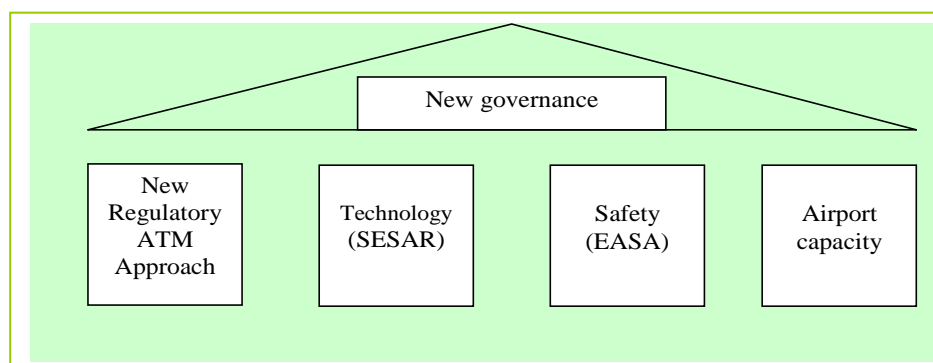 New governance
New
Regulatory
ATM
Approach
Technology
(SESAR)
Safety
(EASA)
Airport
capacity